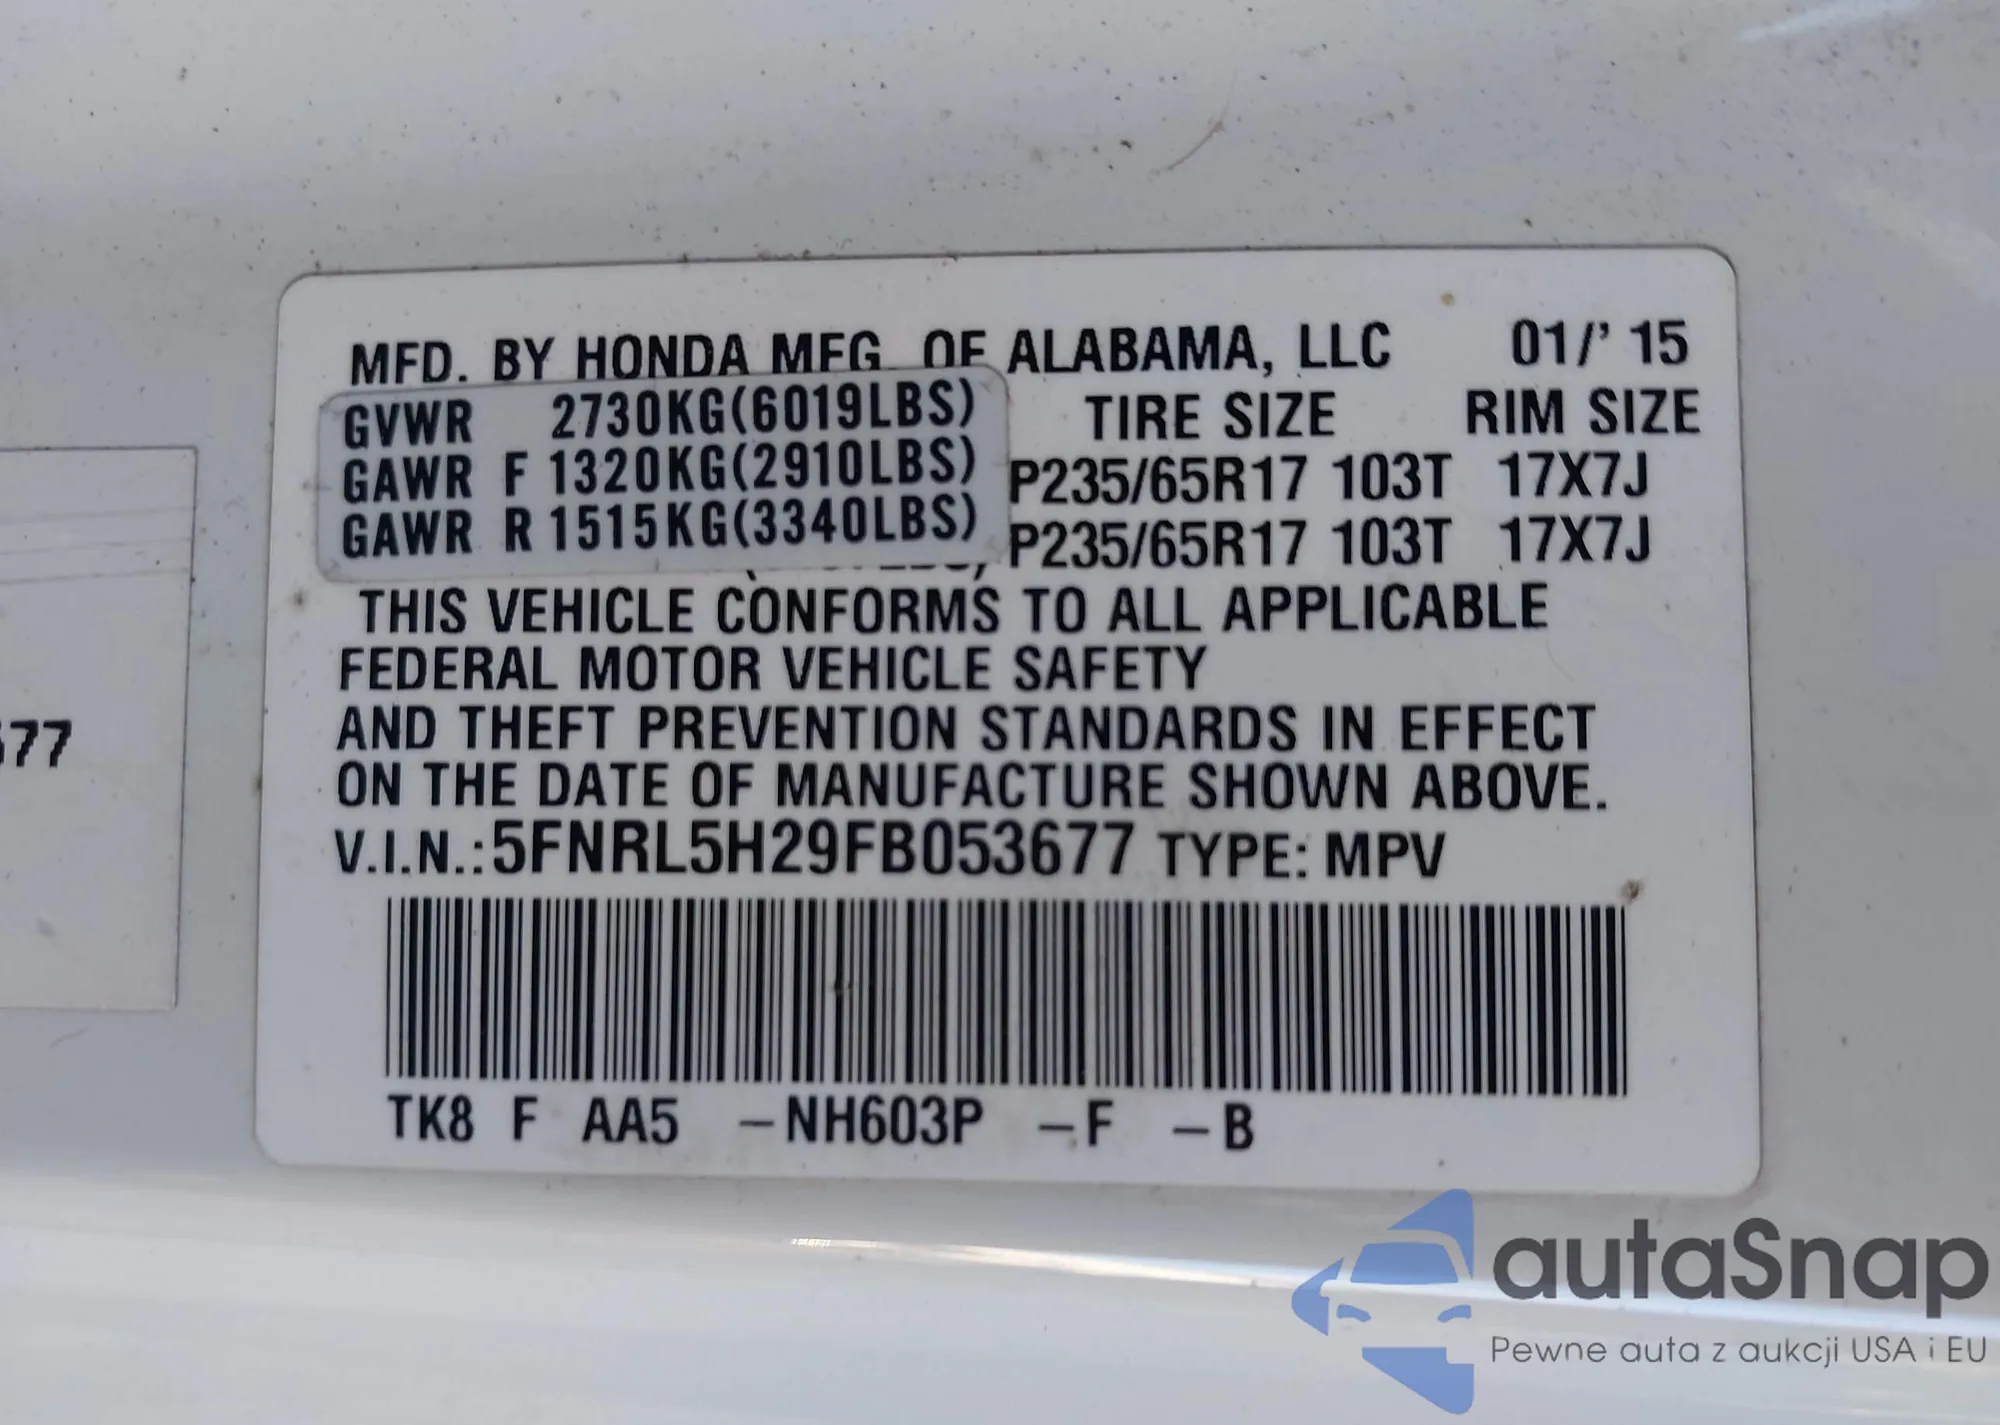 MFD. BY HONDA MFG. OF ALABAMA, LLC 01/' 15
TIRE SIZE RIM SIZE
GVWR 2730KG(6019LBS)
GAWR F 1320KG(2910LBS) P235/65R17 103T 17X7J
GAWR R 1515KG(3340LBS) P235/65R17 103T 17X7J
THIS VEHICLE CONFORMS TO ALL APPLICABLE
FEDERAL MOTOR VEHICLE SAFETY
AND THEFT PREVENTION STANDARDS IN EFFECT
ON THE DATE OF MANUFACTURE SHOWN ABOVE.
V.I.N.:5FNRL5H29FB053677 TYPE: MPV
TK8 F AA5 -NH603P -F -B
77
autaSnap
Pewne auta z aukcji USA i EU